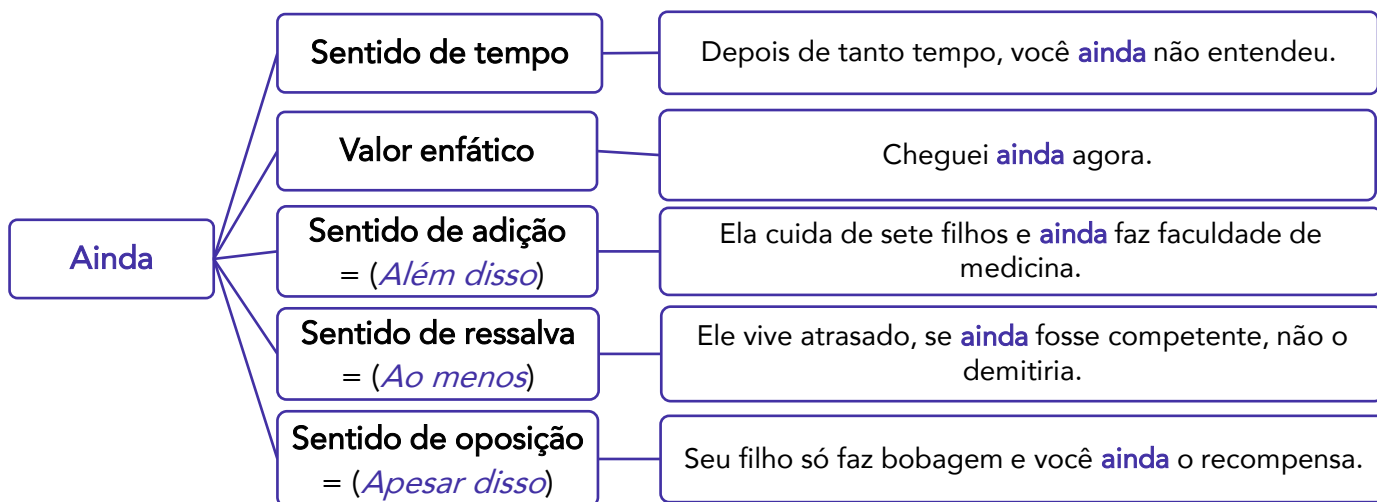 Ainda
Sentido de tempo
Depois de tanto tempo, você ainda não entendeu.
Valor enfático
Cheguei ainda agora.
Sentido de adição
= (Além disso)
Ela cuida de sete filhos e ainda faz faculdade de
medicina.
Sentido de ressalva
= (Ao menos)
Ele vive atrasado, se ainda fosse competente, não o
demitiria.
Sentido de oposição
= (Apesar disso)
Seu filho só faz bobagem e você ainda o recompensa.